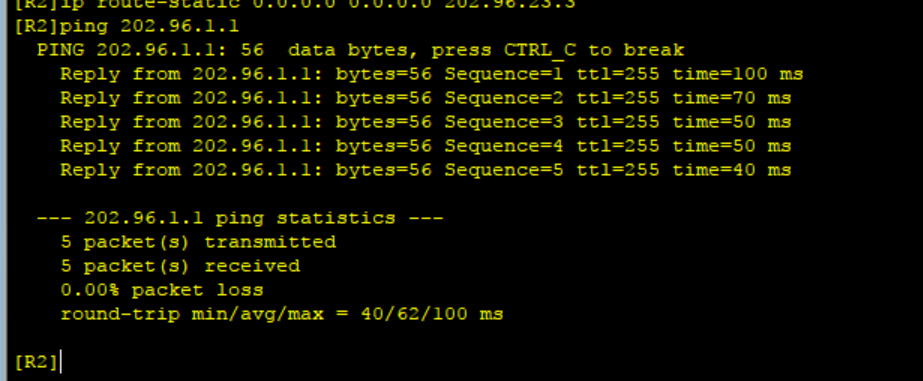 [R2]ip route-static 0.0.0.0 0.0.0.0 202.96.23.3
[R2]ping 202.96.1.1
  PING 202.96.1.1: 56  data bytes, press CTRL_C to break
    Reply from 202.96.1.1: bytes=56 Sequence=1 ttl=255 time=100 ms
    Reply from 202.96.1.1: bytes=56 Sequence=2 ttl=255 time=70 ms
    Reply from 202.96.1.1: bytes=56 Sequence=3 ttl=255 time=50 ms
    Reply from 202.96.1.1: bytes=56 Sequence=4 ttl=255 time=50 ms
    Reply from 202.96.1.1: bytes=56 Sequence=5 ttl=255 time=40 ms
  --- 202.96.1.1 ping statistics ---
    5 packet(s) transmitted
    5 packet(s) received
    0.00% packet loss
    round-trip min/avg/max = 40/62/100 ms
[R2]